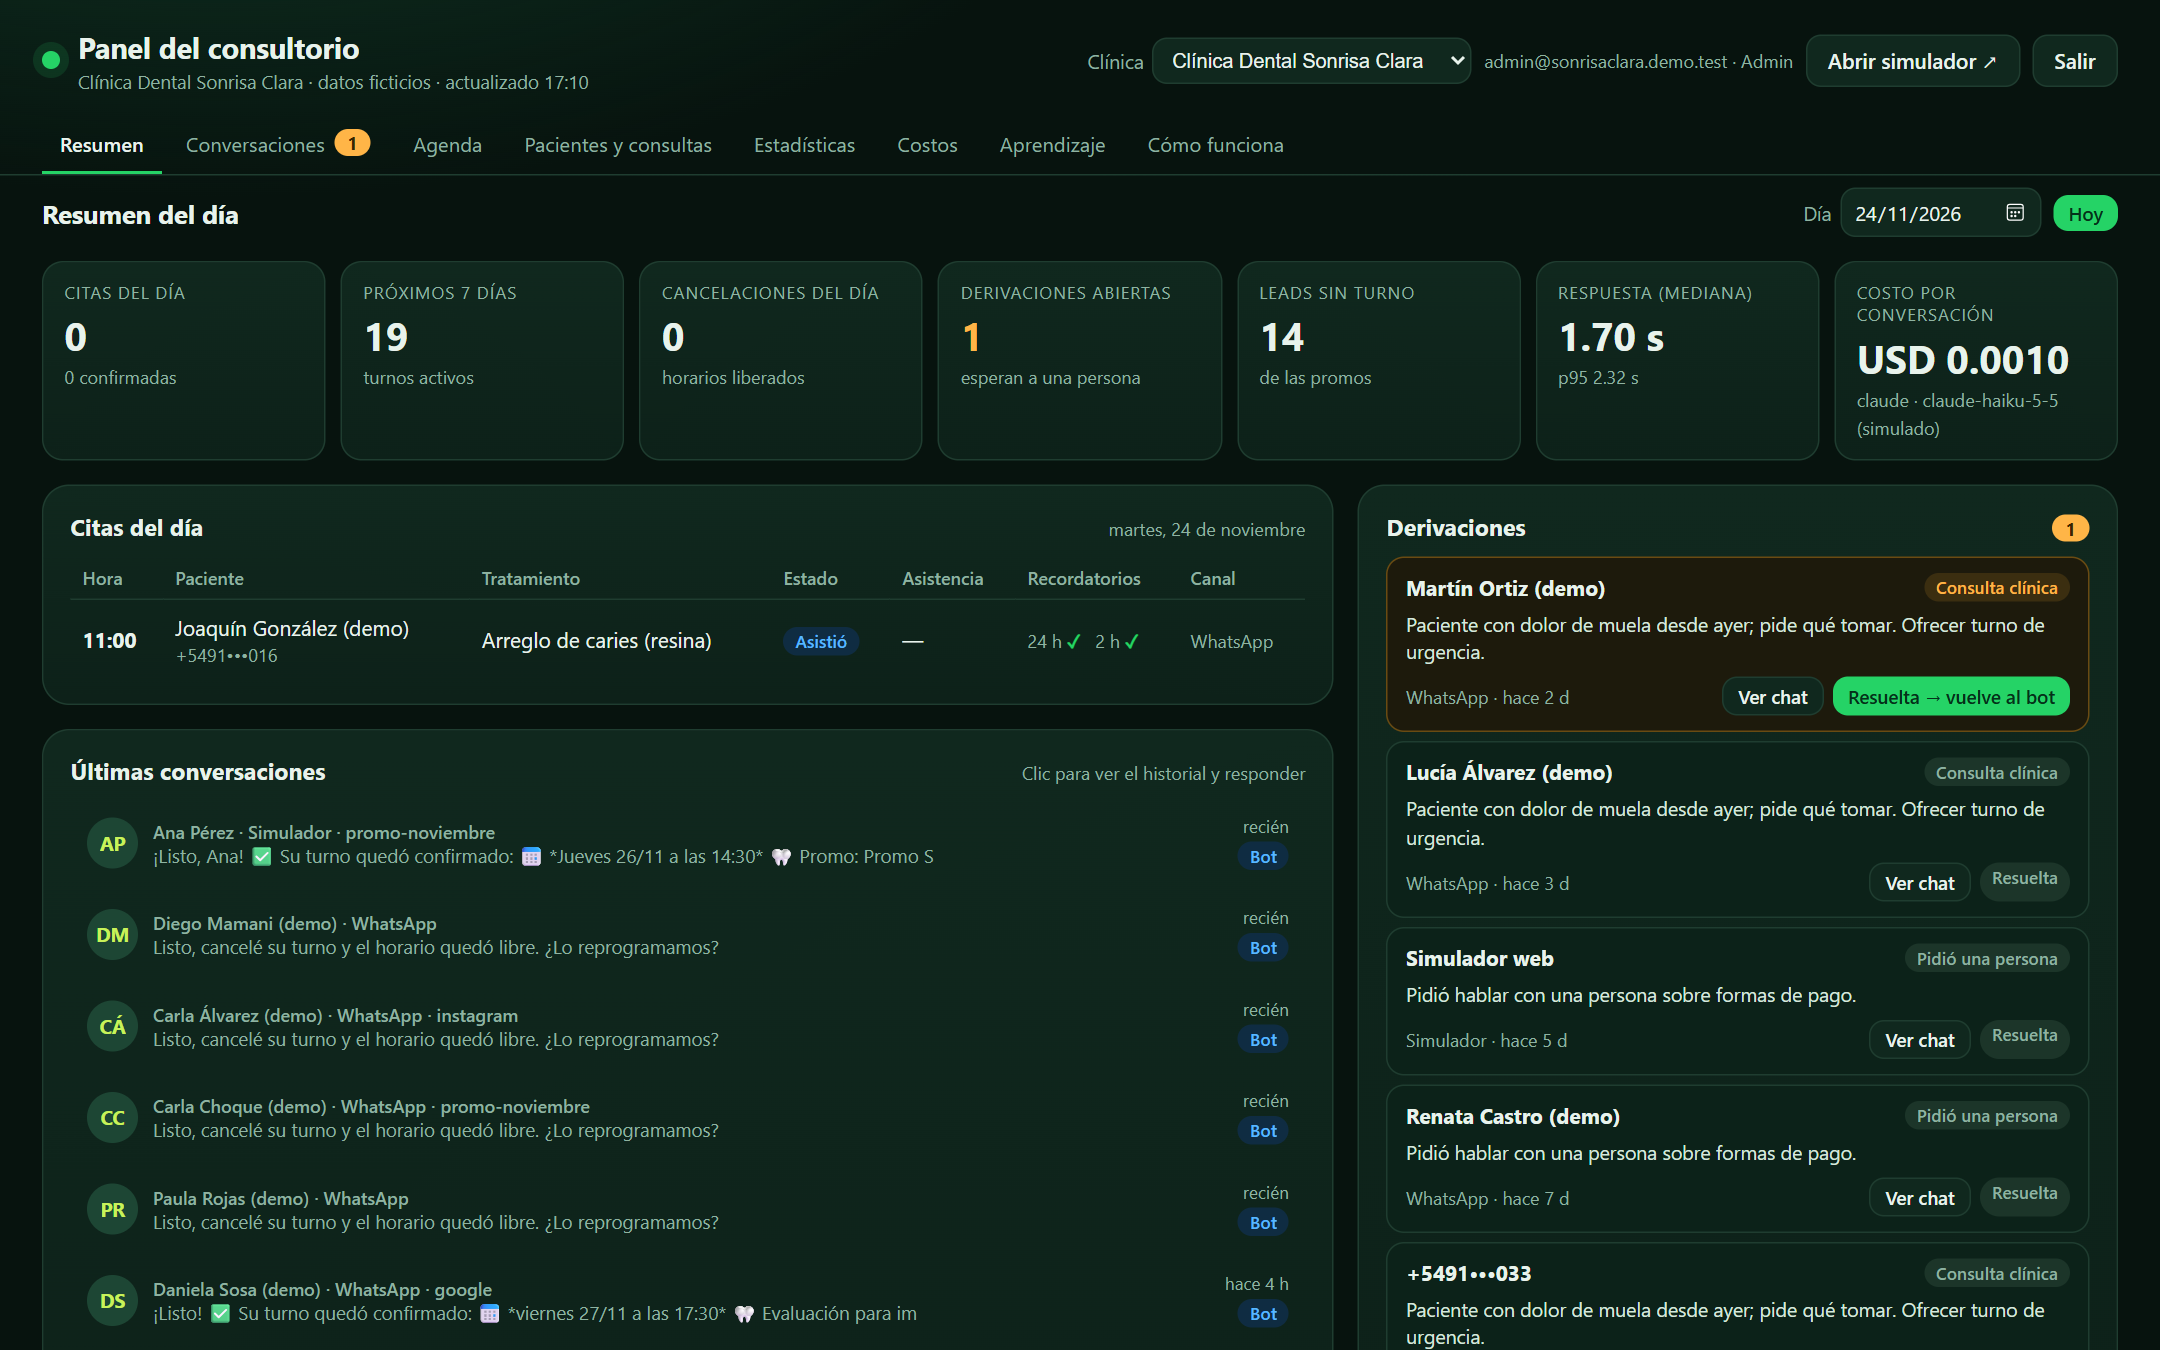 Panel del consultorio
Clínica Dental Sonrisa Clara · datos ficticios · actualizado 17:10
Clínica
Clínica Dental Sonrisa Clara
admin@sonrisaclara.demo.test · Admin
Abrir simulador ↗
Salir
Resumen
Conversaciones 1
Agenda
Pacientes y consultas
Estadísticas
Costos
Aprendizaje
Cómo funciona
Resumen del día
Día
24/11/2026
Hoy
CITAS DEL DÍA
0
0 confirmadas
PRÓXIMOS 7 DÍAS
19
turnos activos
CANCELACIONES DEL DÍA
0
horarios liberados
DERIVACIONES ABIERTAS
1
esperan a una persona
LEADS SIN TURNO
14
de las promos
RESPUESTA (MEDIANA)
1.70 s
p95 2.32 s
COSTO POR
CONVERSACIÓN
USD 0.0010
claude · claude-haiku-5-5
(simulado)
Citas del día
martes, 24 de noviembre
Hora Paciente Tratamiento Estado Asistencia Recordatorios Canal
11:00 Joaquín González (demo) Arreglo de caries (resina) Asistió — 24 h ✓ 2 h ✓ WhatsApp
+5491•••016
Últimas conversaciones
Clic para ver el historial y responder
AP
Ana Pérez · Simulador · promo-noviembre
¡Listo, Ana! ✅ Su turno quedó confirmado: 📅 *Jueves 26/11 a las 14:30* 🦷 Promo: Promo S
recién
Bot
DM
Diego Mamani (demo) · WhatsApp
Listo, cancelé su turno y el horario quedó libre. ¿Lo reprogramamos?
recién
Bot
CÁ
Carla Álvarez (demo) · WhatsApp · instagram
Listo, cancelé su turno y el horario quedó libre. ¿Lo reprogramamos?
recién
Bot
CC
Carla Choque (demo) · WhatsApp · promo-noviembre
Listo, cancelé su turno y el horario quedó libre. ¿Lo reprogramamos?
recién
Bot
PR
Paula Rojas (demo) · WhatsApp
Listo, cancelé su turno y el horario quedó libre. ¿Lo reprogramamos?
recién
Bot
DS
Daniela Sosa (demo) · WhatsApp · google
¡Listo! ✅ Su turno quedó confirmado: 📅 *viernes 27/11 a las 17:30* 🦷 Evaluación para im
hace 4 h
Bot
Derivaciones
1
Martín Ortiz (demo)
Consulta clínica
Paciente con dolor de muela desde ayer; pide qué tomar. Ofrecer turno de
urgencia.
WhatsApp · hace 2 d
Ver chat
Resuelta → vuelve al bot
Lucía Álvarez (demo)
Consulta clínica
Paciente con dolor de muela desde ayer; pide qué tomar. Ofrecer turno de
urgencia.
WhatsApp · hace 3 d
Ver chat
Resuelta
Simulador web
Pidió una persona
Pidió hablar con una persona sobre formas de pago.
Simulador · hace 5 d
Ver chat
Resuelta
Renata Castro (demo)
Pidió una persona
Pidió hablar con una persona sobre formas de pago.
WhatsApp · hace 7 d
Ver chat
Resuelta
+5491•••033
Consulta clínica
Paciente con dolor de muela desde ayer; pide qué tomar. Ofrecer turno de
urgencia.